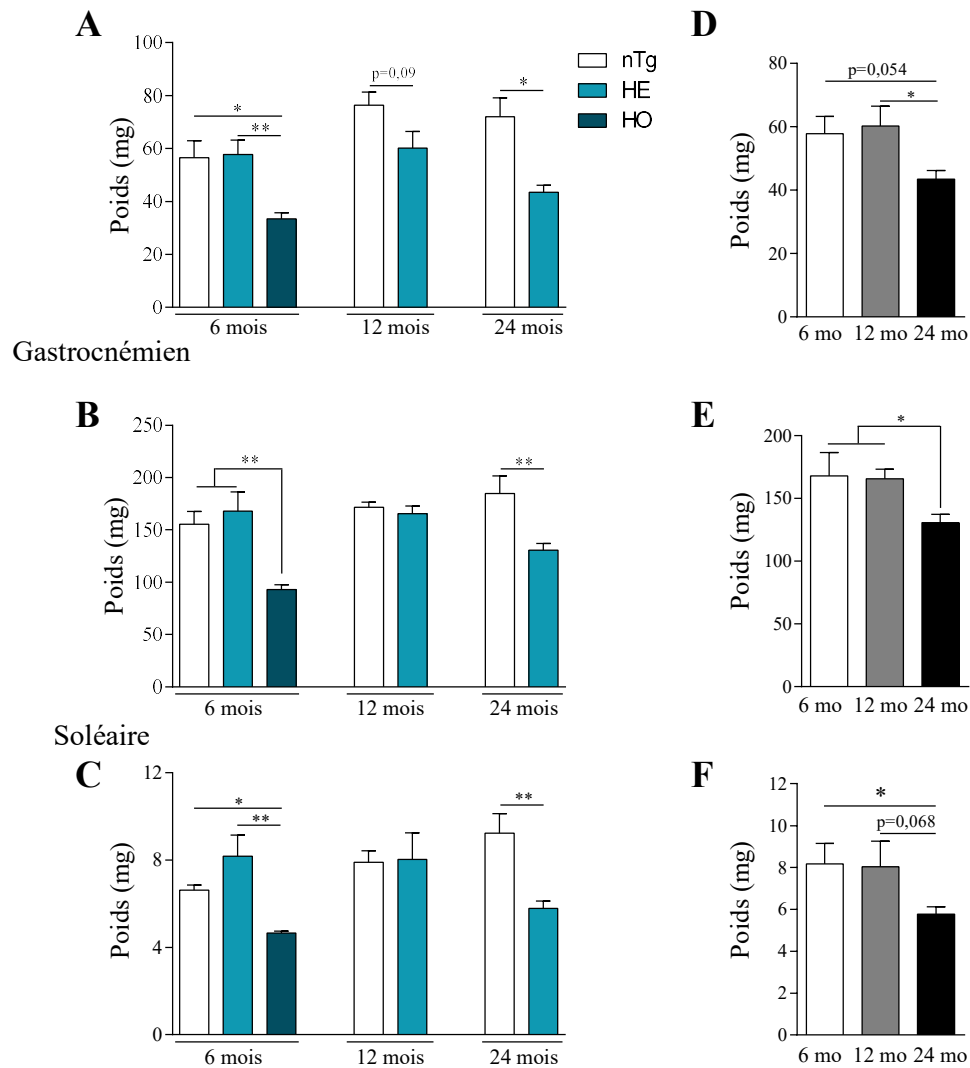 A
Poids (mg)
100
80
60
40
20
0
*
**
p=0,09
*
nTg
HE
HO
6 mois
12 mois
24 mois
D
Poids (mg)
80
60
40
20
0
p=0,054
*
6 mo
12 mo
24 mo
Gastrocnémien
B
Poids (mg)
250
200
150
100
50
0
**
**
6 mois
12 mois
24 mois
E
Poids (mg)
200
150
100
50
0
*
6 mo
12 mo
24 mo
Soléaire
C
Poids (mg)
12
8
4
0
*
**
**
6 mois
12 mois
24 mois
F
Poids (mg)
12
10
8
6
4
2
0
*
p=0,068
6 mo
12 mo
24 mo